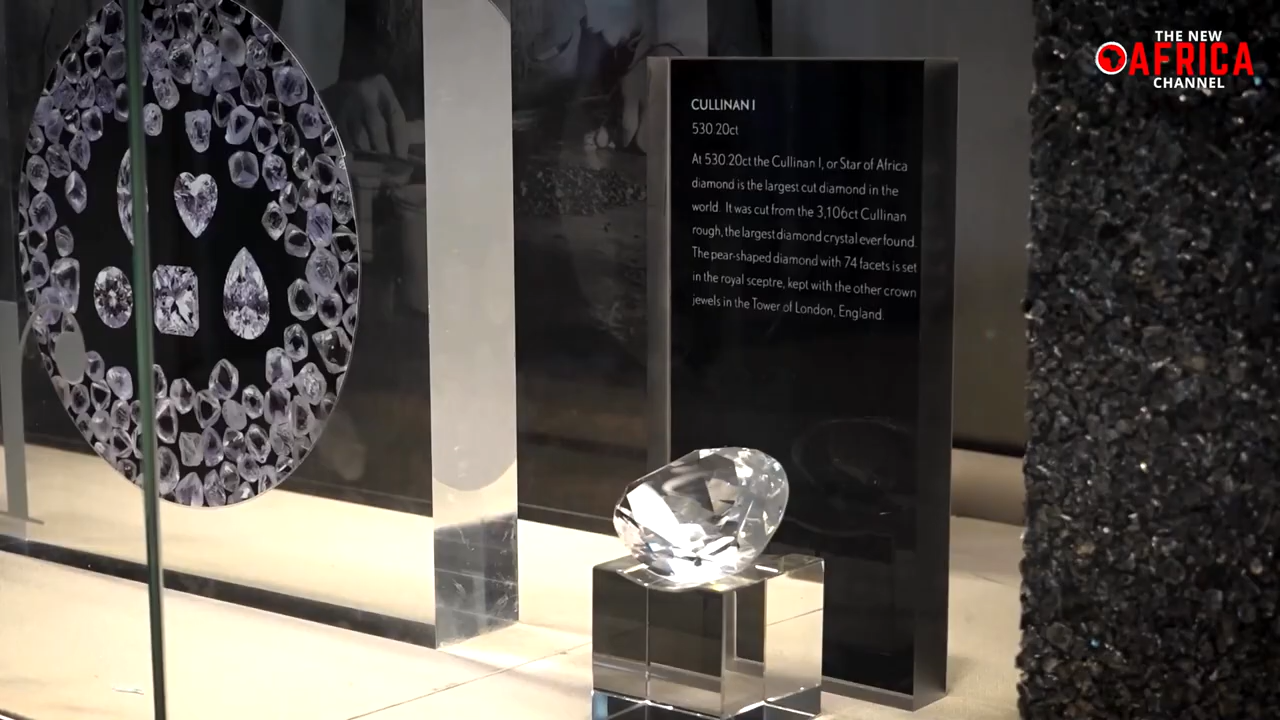 THE NEW
AFRICA
CHANNEL
CULLINAN I
530 20ct
At 530 20ct the Cullinan I, or Star of Africa
diamond is the largest cut diamond in the
world. It was cut from the 3,106ct Cullinan
rough, the largest diamond crystal ever found
The pear-shaped diamond with 74 facets is set
in the royal sceptre, kept with the other crown
jewels in the Tower of London, England.